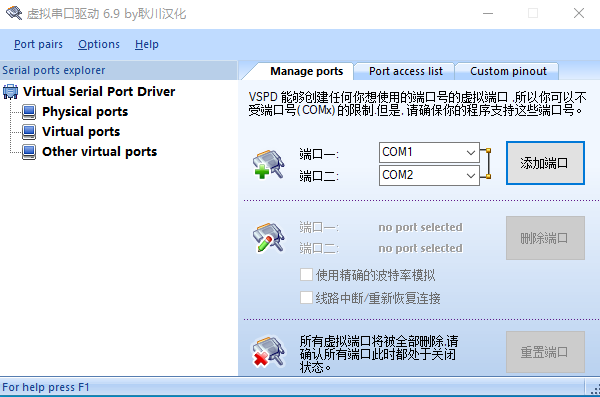 虚拟串口驱动 6.9 by耿川汉化
Port pairs Options Help
Serial ports explorer
Virtual Serial Port Driver
Physical ports
Virtual ports
Other virtual ports
Manage ports Port access list Custom pinout
VSPD 能够创建任何你想使用的端口号的虚拟端口 .所以你可以不
受端口号(COMx)的限制.但是. 请确保你的程序支持这些端口号。
端口一: COM1
端口二: COM2
添加端口
端口一: no port selected
端口二: no port selected
删除端口
使用精确的波特率模拟
线路中断/重新恢复连接
所有虚拟端口将被全部删除.请
确认所有端口此时都处于关闭
状态。
重置端口
For help press F1